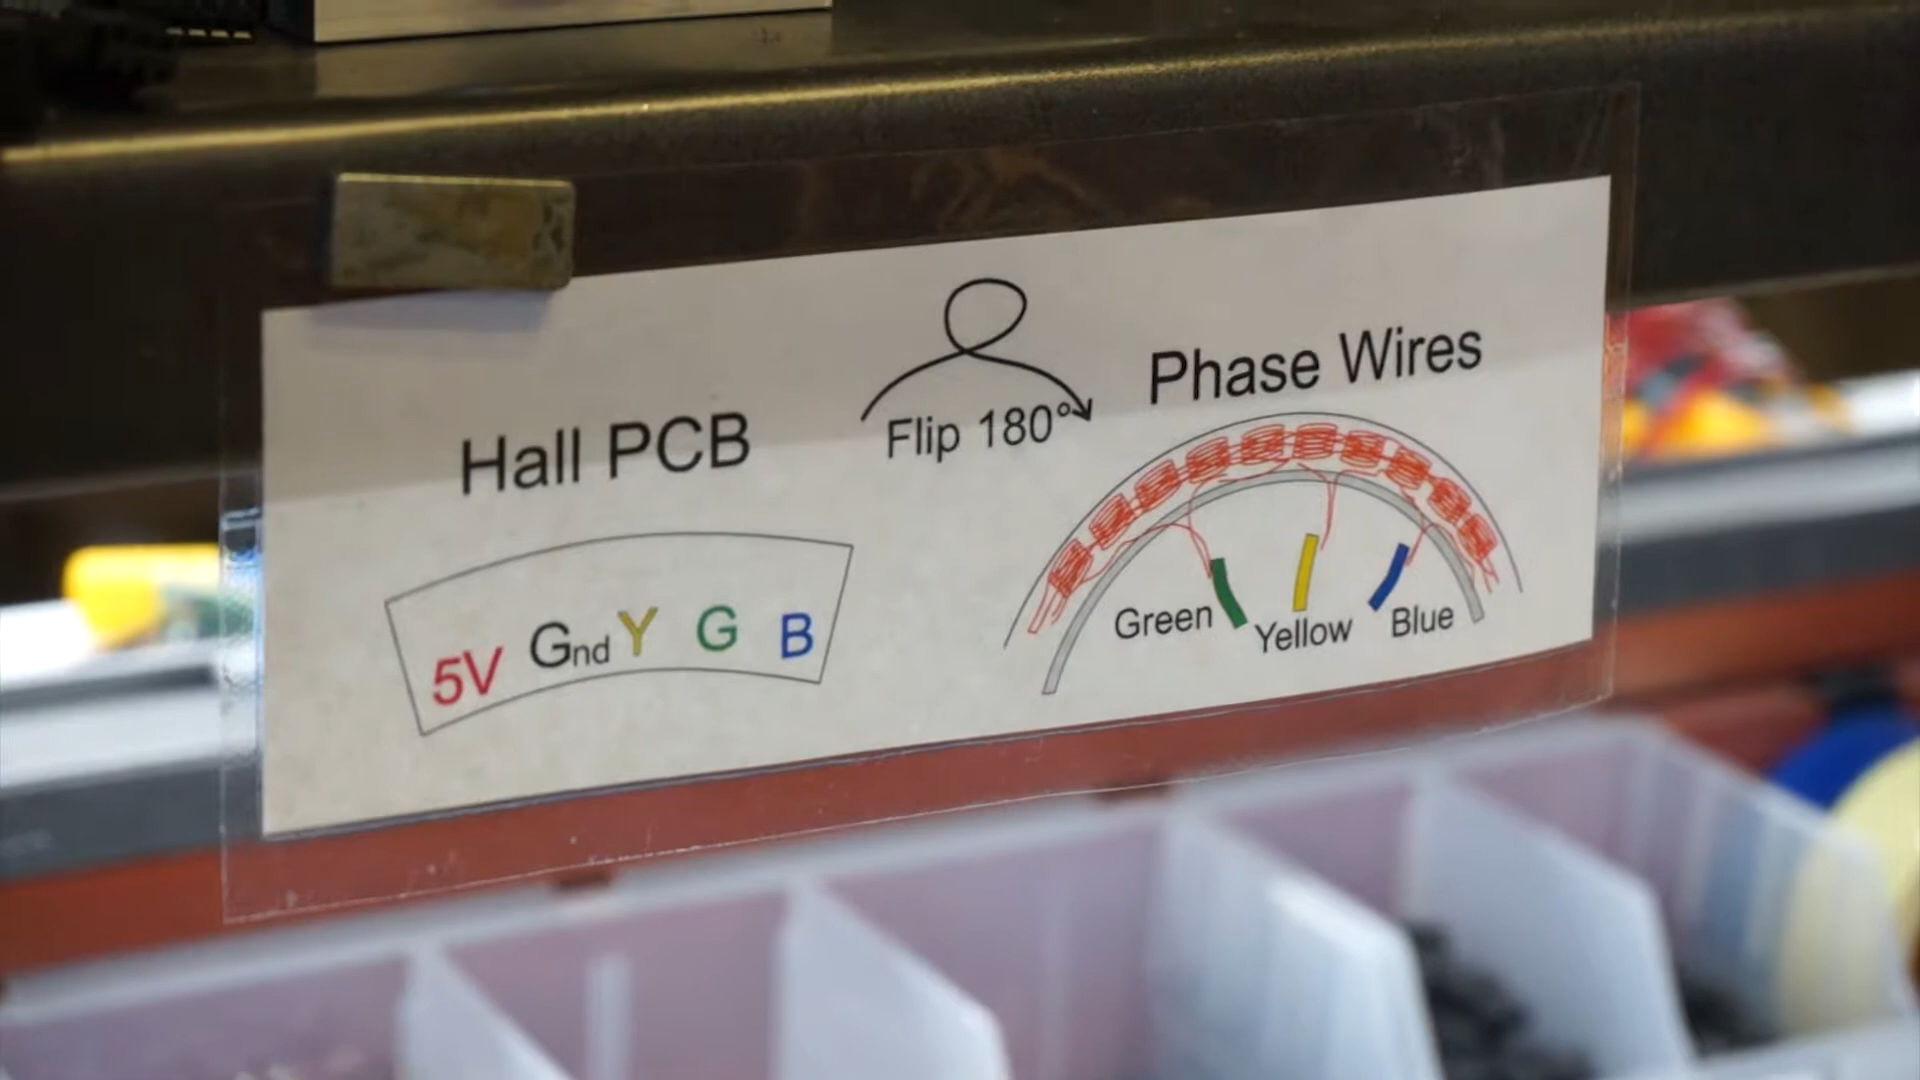 Hall PCB
5V Gnd Y G B
Flip 180°
Phase Wires
Green Yellow Blue